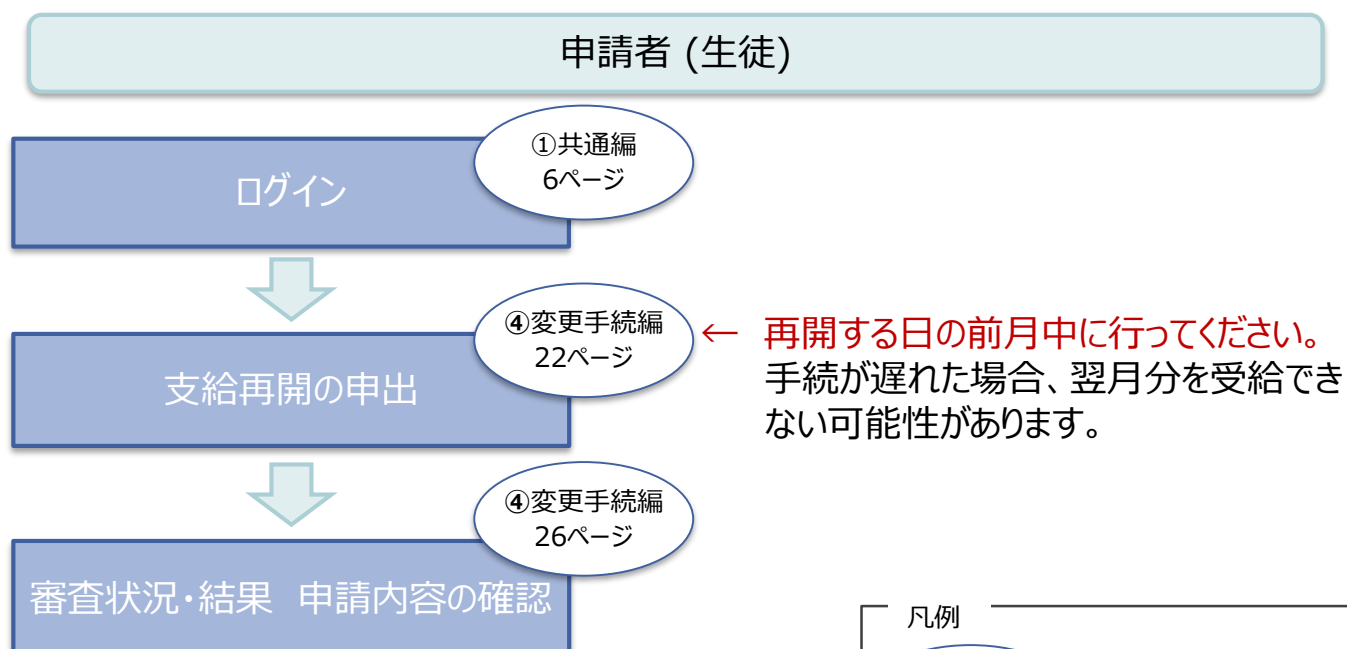 申請者 (生徒)
①共通編
6ページ
ログイン
④変更手続編
22ページ
支給再開の申出
← 再開する日の前月中に行ってください。
手続が遅れた場合、翌月分を受給でき
ない可能性があります。
④変更手続編
26ページ
審査状況・結果　申請内容の確認
凡例